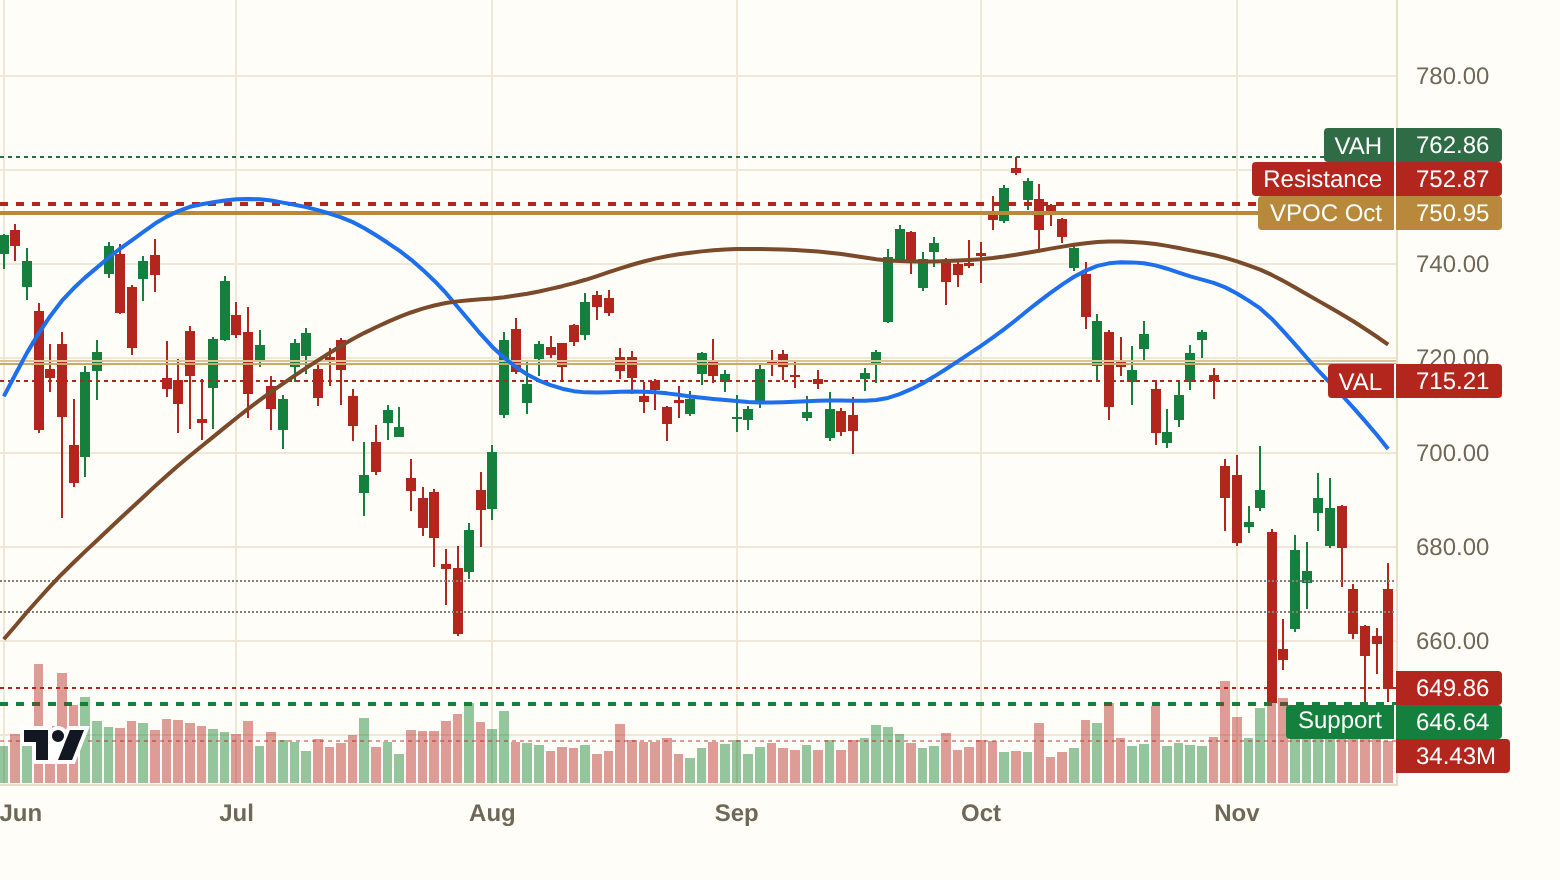 780.00
VAH 762.86
Resistance 752.87
VPOC Oct 750.95
740.00
720.00
VAL 715.21
700.00
680.00
660.00
649.86
Support 646.64
34.43M
Jun Jul Aug Sep Oct Nov